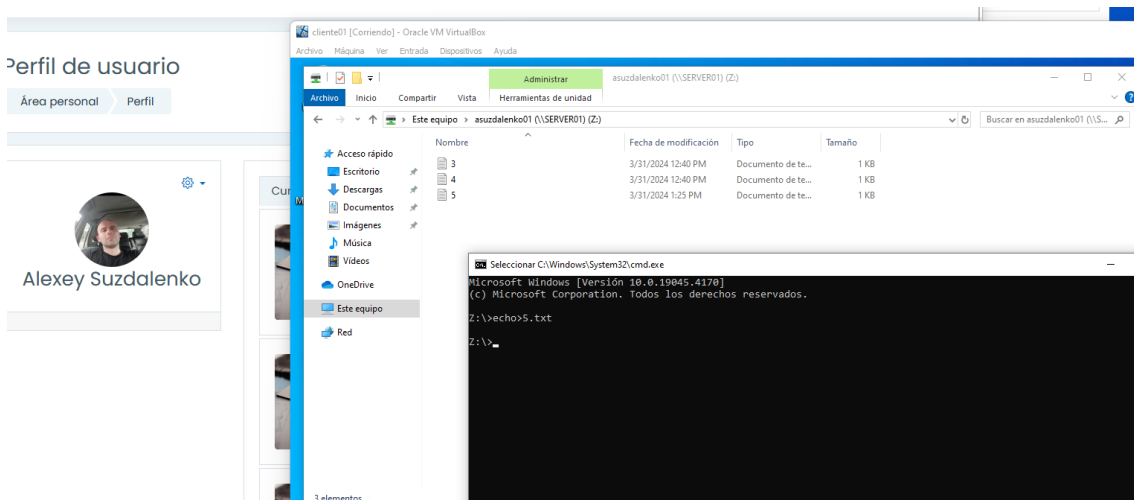 Perfil de usuario
Área personal
Perfil
Alexey Suzdalenko
cliente01 [Corriendo] - Oracle VM VirtualBox
Archivo Máquina Ver Entrada Dispositivos Ayuda
Administrar
asuzdalenko01 (\\SERVER01) (Z:)
Archivo Inicio Compartir Vista Herramientas de unidad
Este equipo > asuzdalenko01 (\\SERVER01) (Z:)
Buscar en asuzdalenko01 (\\S...
Nombre Fecha de modificación Tipo Tamaño
3 3/31/2024 12:40 PM Documento de te... 1 KB
4 3/31/2024 12:40 PM Documento de te... 1 KB
5 3/31/2024 1:25 PM Documento de te... 1 KB
Acceso rápido
Escritorio
Descargas
Documentos
Imágenes
Música
Vídeos
OneDrive
Este equipo
Red
3 elementos
Seleccionar C:\Windows\System32\cmd.exe
Microsoft Windows [Versión 10.0.19045.4170]
(c) Microsoft Corporation. Todos los derechos reservados.
Z:\>echo>5.txt
Z:\>